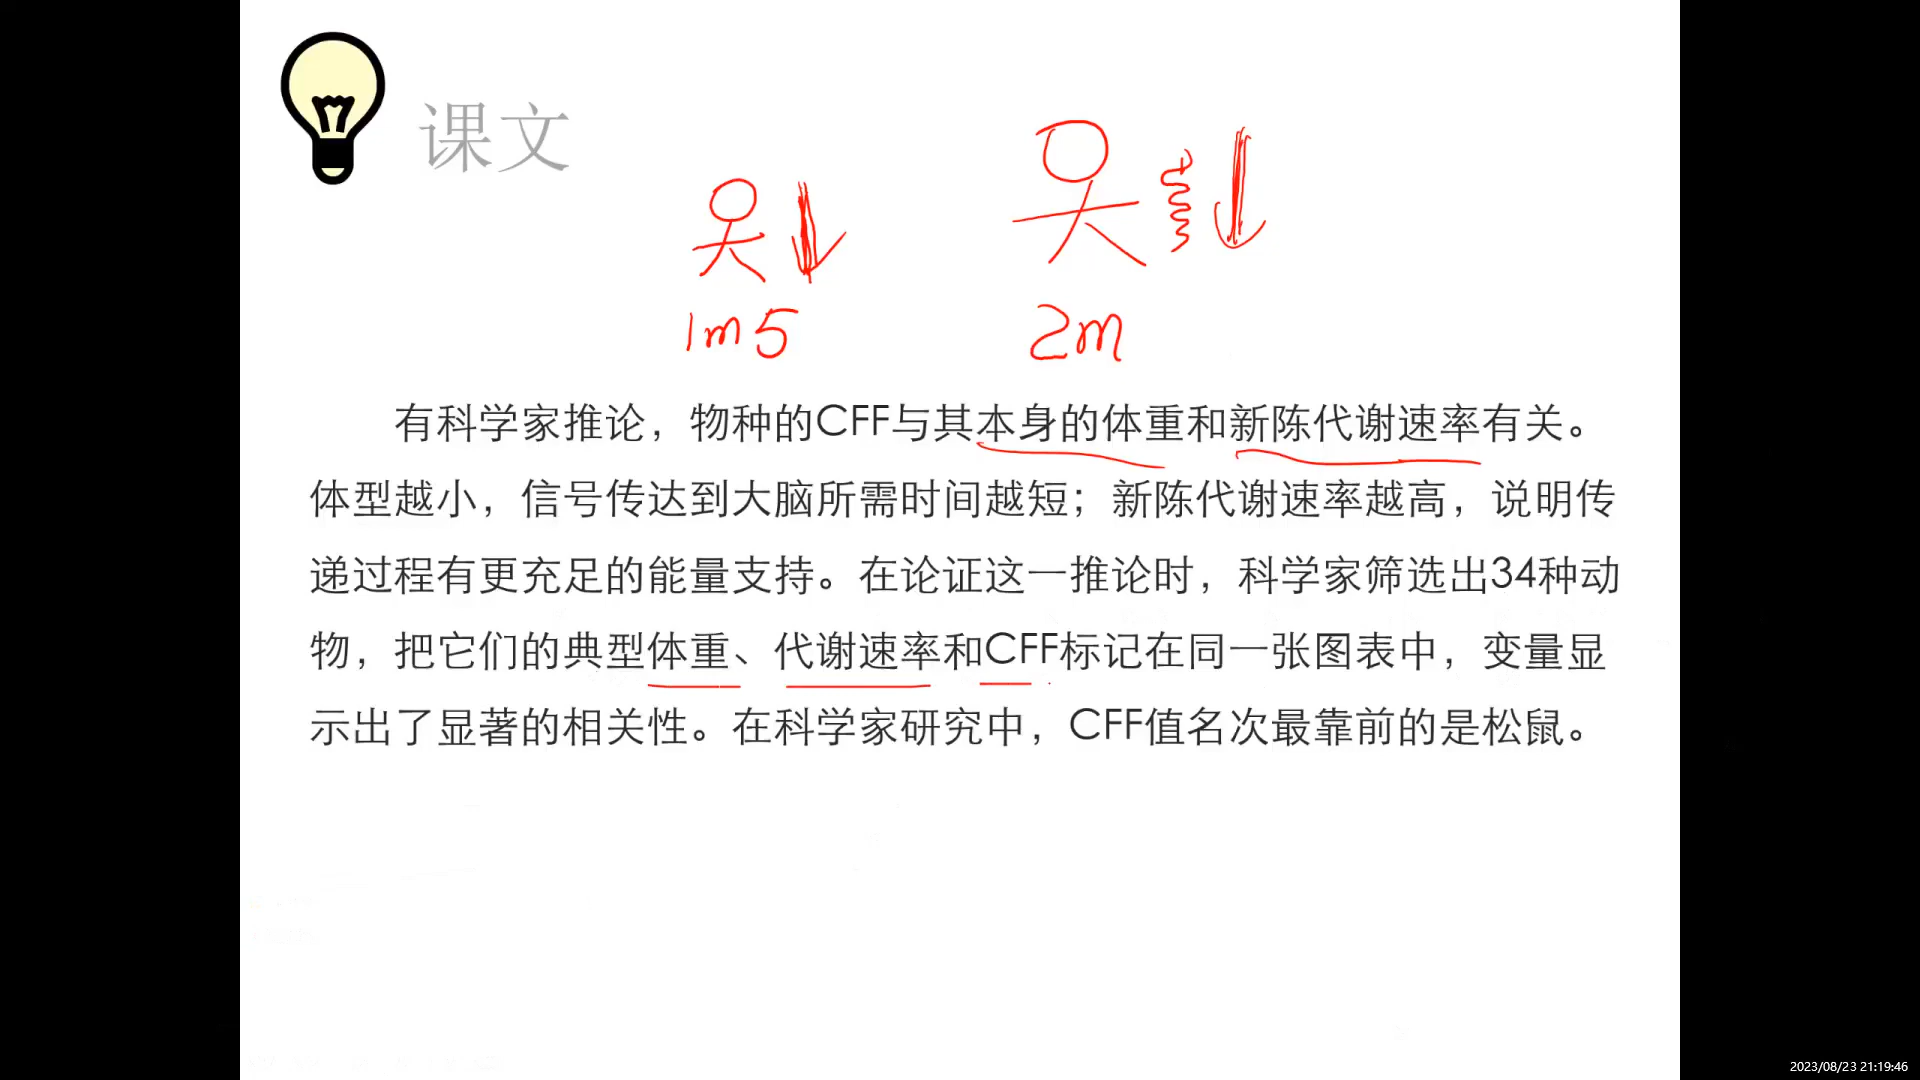 课文
1m5
2m
有科学家推论，物种的CFF与其本身的体重和新陈代谢速率有关。
体型越小，信号传达到大脑所需时间越短；新陈代谢速率越高，说明传
递过程有更充足的能量支持。在论证这一推论时，科学家筛选出34种动
物，把它们的典型体重、代谢速率和CFF标记在同一张图表中，变量显
示出了显著的相关性。在科学家研究中，CFF值名次最靠前的是松鼠。
2023/08/23 21:19:46